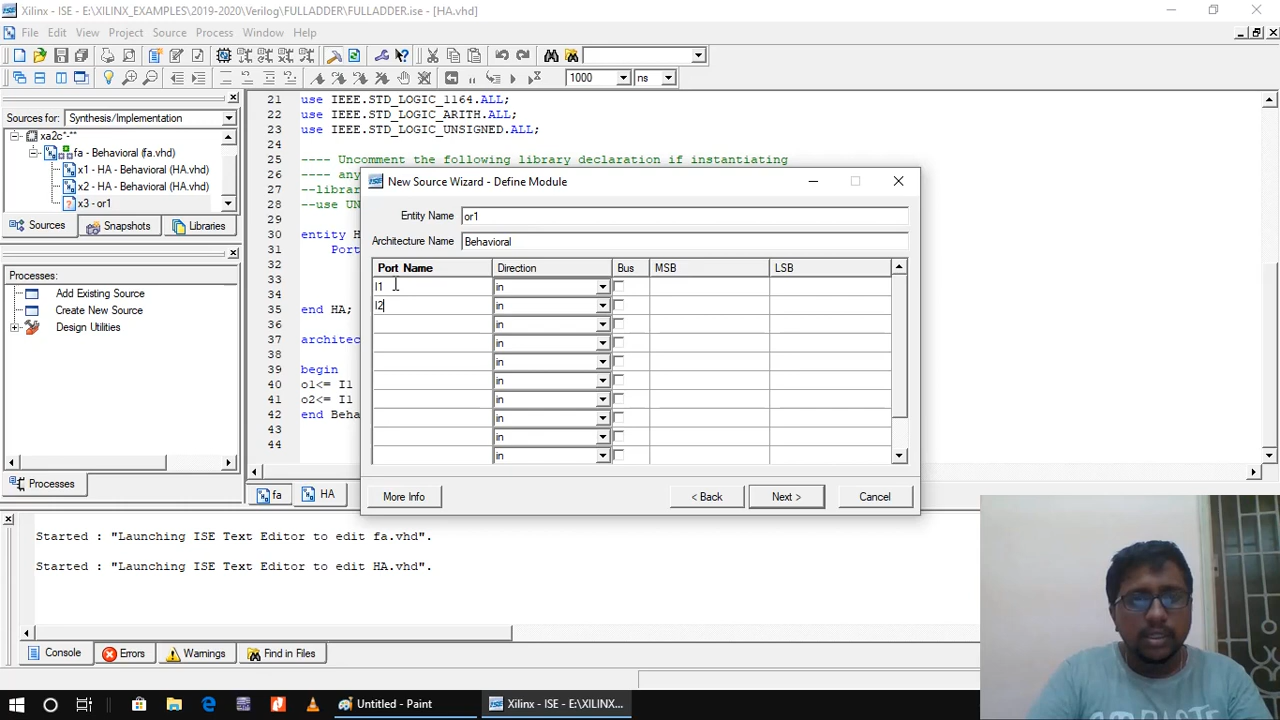 Xilinx - ISE - E:\XILINX_EXAMPLES\2019-2020\Verilog\FULLADDER\FULLADDER.ise - [HA.vhd]
File Edit View Project Source Process Window Help
1000 ns
Sources for: Synthesis/Implementation
xa2c*-**
fa - Behavioral (fa.vhd)
x1 - HA - Behavioral (HA.vhd)
x2 - HA - Behavioral (HA.vhd)
x3 - or1
Sources Snapshots Libraries
Processes:
Add Existing Source
Create New Source
Design Utilities
Processes
21 use IEEE.STD_LOGIC_1164.ALL;
22 use IEEE.STD_LOGIC_ARITH.ALL;
23 use IEEE.STD_LOGIC_UNSIGNED.ALL;
24
25 ---- Uncomment the following library declaration if instantiating
26 ---- any
27 --librar
28 --use UN
29
30 entity H
31 Port
32
33
34
35 end HA;
36
37 architec
38
39 begin
40 o1<= I1
41 o2<= I1
42 end Beha
43
44
fa HA
New Source Wizard - Define Module
Entity Name or1
Architecture Name Behavioral
Port Name Direction Bus MSB LSB
I1 in
I2 in
in
in
in
in
in
in
in
in
More Info < Back Next > Cancel
Started : "Launching ISE Text Editor to edit fa.vhd".
Started : "Launching ISE Text Editor to edit HA.vhd".
Console Errors Warnings Find in Files
Untitled - Paint Xilinx - ISE - E:\XILINX...